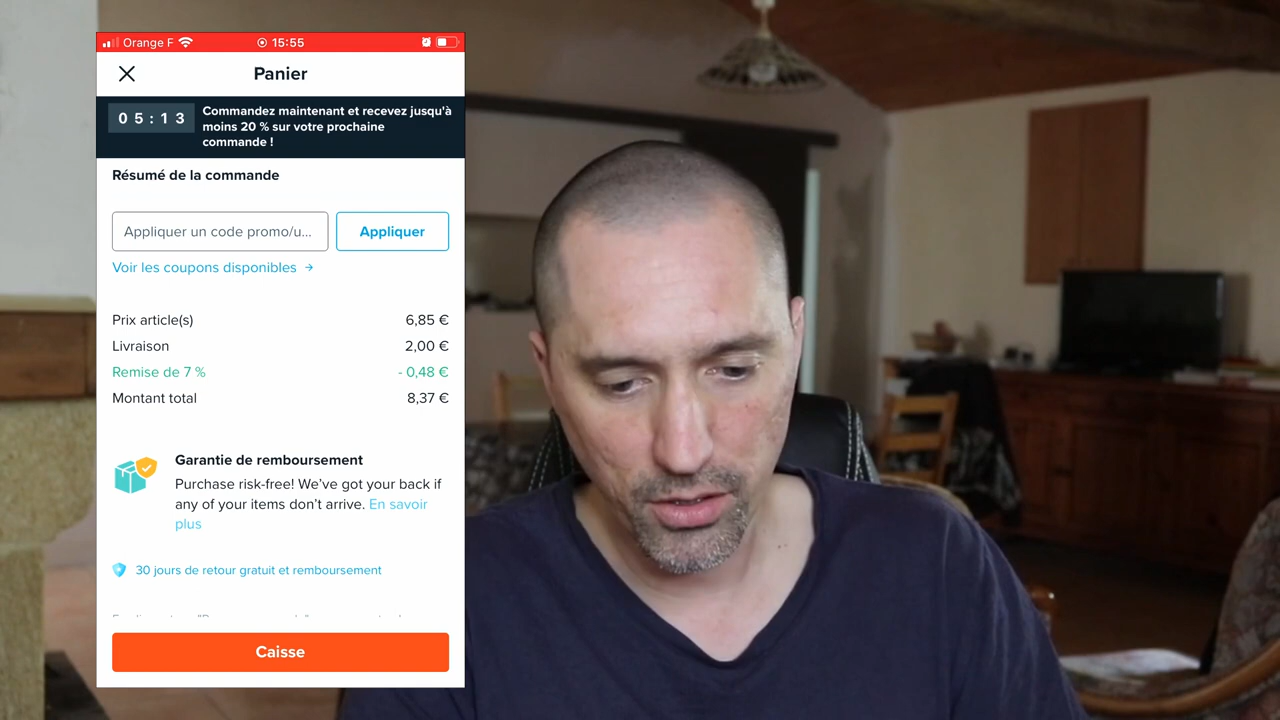 Orange F
15:55
Panier
05:13
Commandez maintenant et recevez jusqu'à
moins 20 % sur votre prochaine
commande !
Résumé de la commande
Appliquer un code promo/u...
Appliquer
Voir les coupons disponibles →
Prix article(s) 6,85 €
Livraison 2,00 €
Remise de 7 % - 0,48 €
Montant total 8,37 €
Garantie de remboursement
Purchase risk-free! We've got your back if
any of your items don't arrive. En savoir
plus
30 jours de retour gratuit et remboursement
Caisse